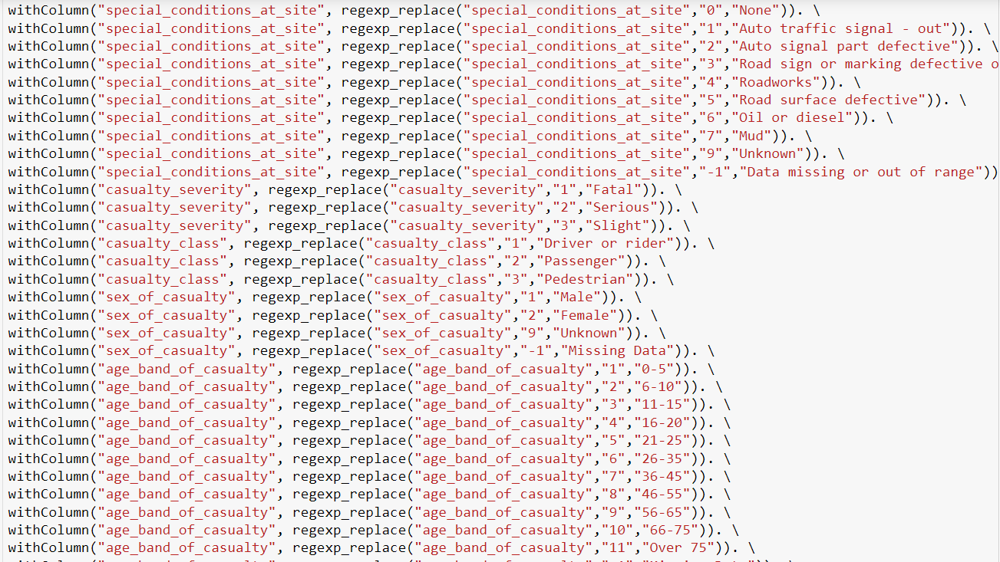 withColumn("special_conditions_at_site", regexp_replace("special_conditions_at_site","0","None")). \
withColumn("special_conditions_at_site", regexp_replace("special_conditions_at_site","1","Auto traffic signal - out")). \
withColumn("special_conditions_at_site", regexp_replace("special_conditions_at_site","2","Auto signal part defective")). \
withColumn("special_conditions_at_site", regexp_replace("special_conditions_at_site","3","Road sign or marking defective o
withColumn("special_conditions_at_site", regexp_replace("special_conditions_at_site","4","Roadworks")). \
withColumn("special_conditions_at_site", regexp_replace("special_conditions_at_site","5","Road surface defective")). \
withColumn("special_conditions_at_site", regexp_replace("special_conditions_at_site","6","Oil or diesel")). \
withColumn("special_conditions_at_site", regexp_replace("special_conditions_at_site","7","Mud")). \
withColumn("special_conditions_at_site", regexp_replace("special_conditions_at_site","9","Unknown")). \
withColumn("special_conditions_at_site", regexp_replace("special_conditions_at_site","-1","Data missing or out of range"))
withColumn("casualty_severity", regexp_replace("casualty_severity","1","Fatal")). \
withColumn("casualty_severity", regexp_replace("casualty_severity","2","Serious")). \
withColumn("casualty_severity", regexp_replace("casualty_severity","3","Slight")). \
withColumn("casualty_class", regexp_replace("casualty_class","1","Driver or rider")). \
withColumn("casualty_class", regexp_replace("casualty_class","2","Passenger")). \
withColumn("casualty_class", regexp_replace("casualty_class","3","Pedestrian")). \
withColumn("sex_of_casualty", regexp_replace("sex_of_casualty","1","Male")). \
withColumn("sex_of_casualty", regexp_replace("sex_of_casualty","2","Female")). \
withColumn("sex_of_casualty", regexp_replace("sex_of_casualty","9","Unknown")). \
withColumn("sex_of_casualty", regexp_replace("sex_of_casualty","-1","Missing Data")). \
withColumn("age_band_of_casualty", regexp_replace("age_band_of_casualty","1","0-5")). \
withColumn("age_band_of_casualty", regexp_replace("age_band_of_casualty","2","6-10")). \
withColumn("age_band_of_casualty", regexp_replace("age_band_of_casualty","3","11-15")). \
withColumn("age_band_of_casualty", regexp_replace("age_band_of_casualty","4","16-20")). \
withColumn("age_band_of_casualty", regexp_replace("age_band_of_casualty","5","21-25")). \
withColumn("age_band_of_casualty", regexp_replace("age_band_of_casualty","6","26-35")). \
withColumn("age_band_of_casualty", regexp_replace("age_band_of_casualty","7","36-45")). \
withColumn("age_band_of_casualty", regexp_replace("age_band_of_casualty","8","46-55")). \
withColumn("age_band_of_casualty", regexp_replace("age_band_of_casualty","9","56-65")). \
withColumn("age_band_of_casualty", regexp_replace("age_band_of_casualty","10","66-75")). \
withColumn("age_band_of_casualty", regexp_replace("age_band_of_casualty","11","Over 75")). \